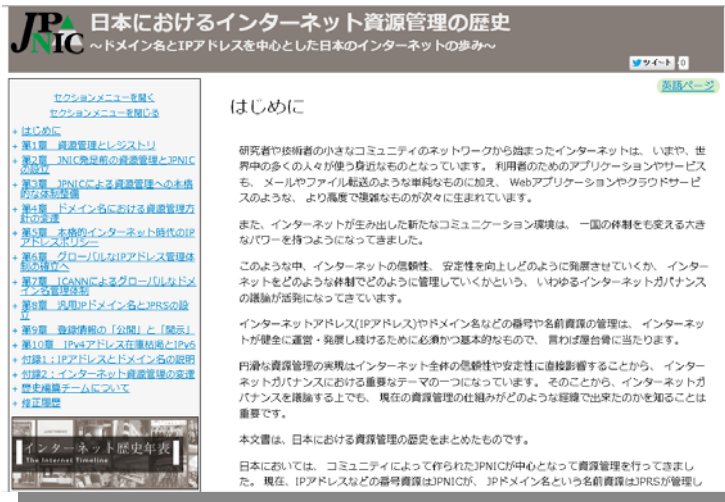 JPNIC
日本におけるインターネット資源管理の歴史
～ドメイン名とIPアドレスを中心とした日本のインターネットの歩み～
ツイート 0
英語ページ
セクションメニューを開く
セクションメニューを閉じる
+ はじめに
+ 第1章 資源管理とレジストリ
+ 第2章 JNIC発足前の資源管理とJPNIC
の設立
+ 第3章 JPNICによる資源管理への本格
的な体制整備
+ 第4章 ドメイン名における資源管理方
針の変遷
+ 第5章 本格的インターネット時代のIP
アドレスポリシー
+ 第6章 グローバルなIPアドレス管理体
制の確立へ
+ 第7章 ICANNによるグローバルなドメ
イン名管理体制
+ 第8章 汎用JPドメイン名とJPRSの設
立
+ 第9章 登録情報の「公開」と「開示」
+ 第10章 IPv4アドレス在庫枯渇とIPv6
+ 付録1：IPアドレスとドメイン名の説明
+ 付録2：インターネット資源管理の変遷
+ 歴史編纂チームについて
+ 修正履歴
インターネット歴史年表
The Internet Timeline
はじめに
研究者や技術者の小さなコミュニティのネットワークから始まったインターネットは、 いまや、世
界中の多くの人々が使う身近なものとなっています。 利用者のためのアプリケーションやサービス
も、 メールやファイル転送のような単純なものに加え、 Webアプリケーションやクラウドサービ
スのような、 より高度で複雑なものが次々に生まれています。
また、インターネットが生み出した新たなコミュニケーション環境は、 一国の体制をも変える大き
なパワーを持つようになってきました。
このような中、インターネットの信頼性、 安定性を向上しどのように発展させていくか、 インター
ネットをどのような体制でどのように管理していくかという、 いわゆるインターネットガバナンス
の議論が活発になってきています。
インターネットアドレス(IPアドレス)やドメイン名などの番号や名前資源の管理は、 インターネッ
トが健全に運営・発展し続けるために必須かつ基本的なもので、 言わば屋台骨に当たります。
円滑な資源管理の実現はインターネット全体の信頼性や安定性に直接影響することから、 インター
ネットガバナンスにおける重要なテーマの一つになっています。 そのことから、インターネットガ
バナンスを議論する上でも、 現在の資源管理の仕組みがどのような経緯で出来たのかを知ることは
重要です。
本文書は、日本における資源管理の歴史をまとめたものです。
日本においては、 コミュニティによって作られたJPNICが中心となって資源管理を行ってきまし
た。 現在、IPアドレスなどの番号資源はJPNICが、 JPドメイン名という名前資源はJPRSが管理し